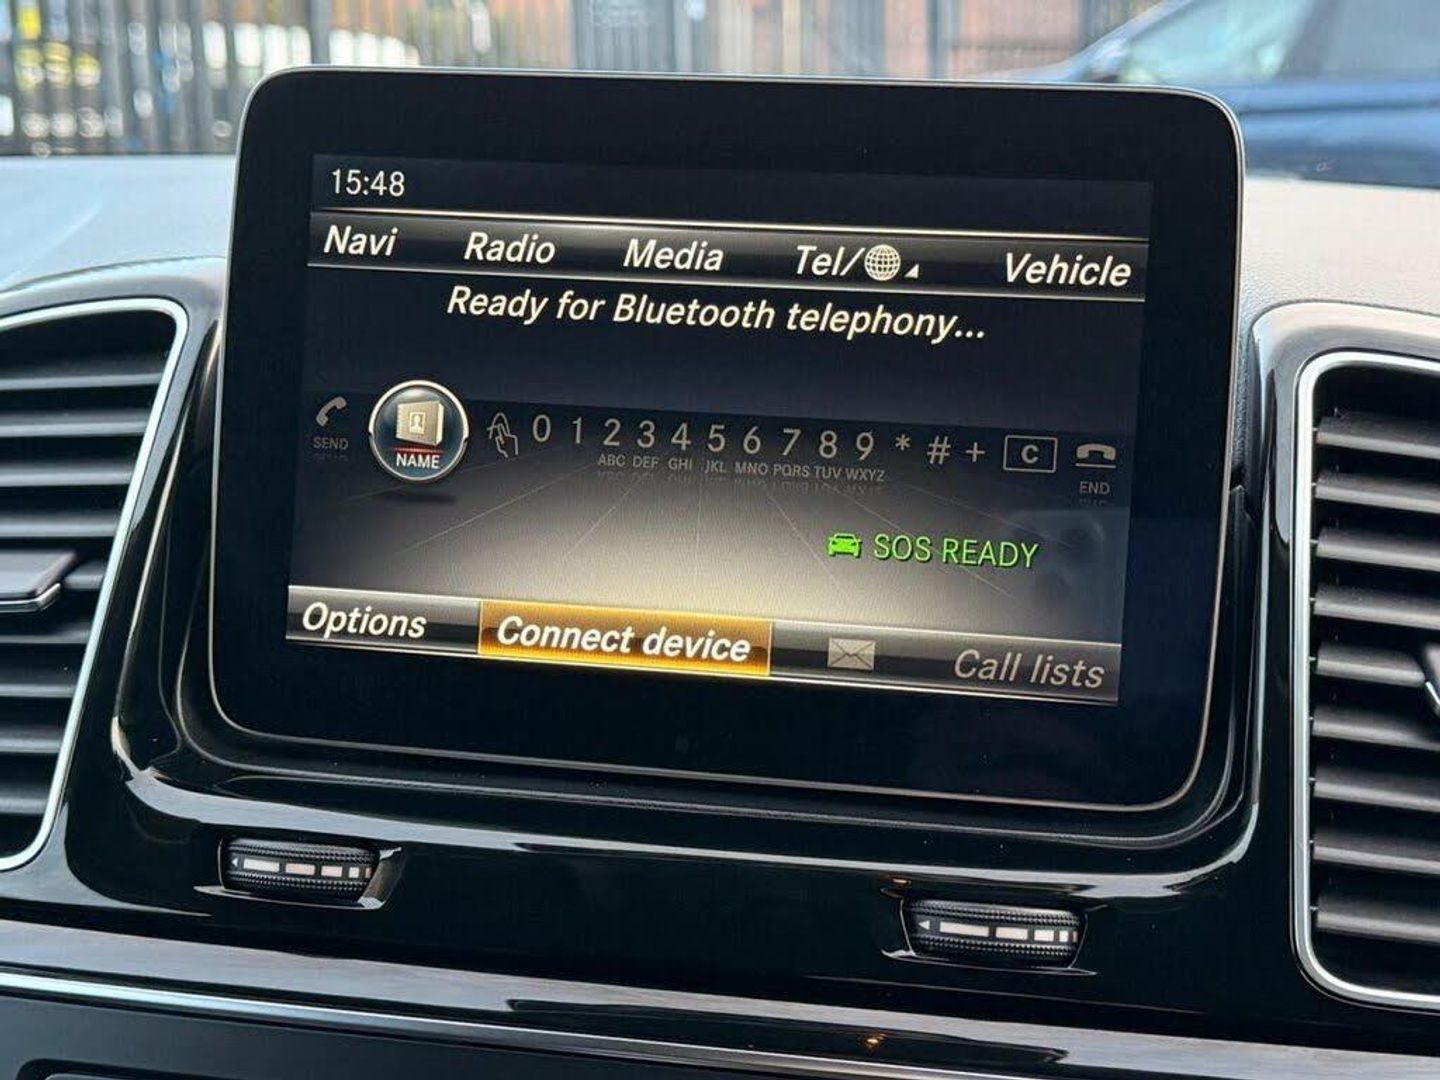 15:48
Navi Radio Media Tel/ Vehicle
Ready for Bluetooth telephony...
SEND NAME 0 1 2 3 4 5 6 7 8 9 * # + C END
ABC DEF GHI JKL MNO PQRS TUV WXYZ
SOS READY
Options Connect device Call lists